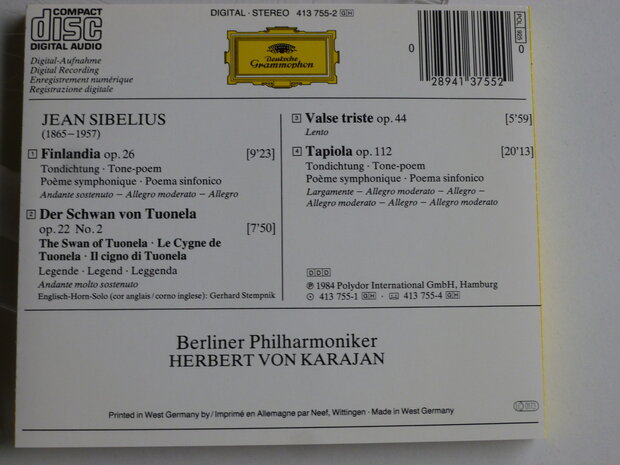 COMPACT
disc
DIGITAL AUDIO
DIGITAL · STEREO 413 755-2 GH
Deutsche
Grammophon
0
28941 37552
0
POL 925
Digital-Aufnahme
Digital Recording
Enregistrement numérique
Registrazione digitale
JEAN SIBELIUS
(1865–1957)
1 Finlandia op. 26 [9'23]
Tondichtung · Tone-poem
Poème symphonique · Poema sinfonico
Andante sostenuto – Allegro moderato – Allegro
2 Der Schwan von Tuonela
op. 22 No. 2 [7'50]
The Swan of Tuonela · Le Cygne de
Tuonela · Il cigno di Tuonela
Legende · Legend · Leggenda
Andante molto sostenuto
Englisch-Horn-Solo (cor anglais / corno inglese): Gerhard Stempnik
3 Valse triste op. 44 [5'59]
Lento
4 Tapiola op. 112 [20'13]
Tondichtung · Tone-poem
Poème symphonique · Poema sinfonico
Largamente – Allegro moderato – Allegro –
Allegro moderato – Allegro – Allegro moderato
DDD
℗ 1984 Polydor International GmbH, Hamburg
413 755-1 GH · 413 755-4 GH
Berliner Philharmoniker
HERBERT VON KARAJAN
Printed in West Germany by / Imprimé en Allemagne par Neef, Wittingen · Made in West Germany